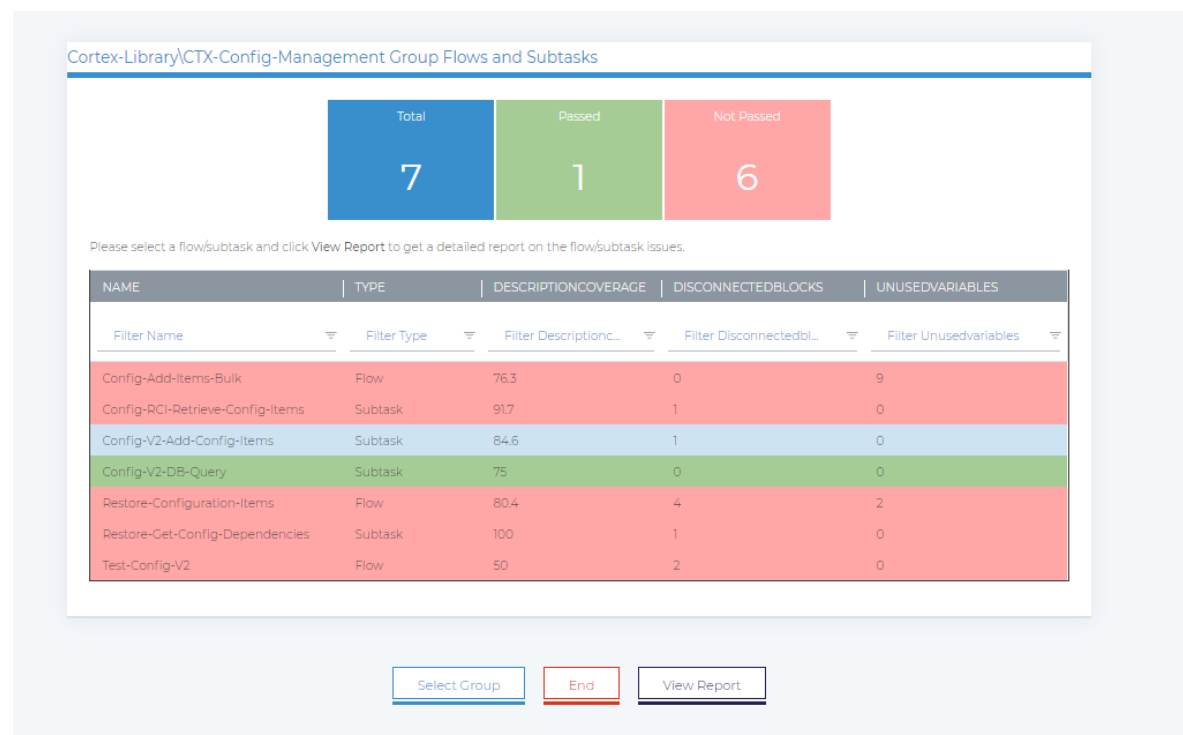 Cortex-Library\CTX-Config-Management Group Flows and Subtasks
Total Passed Not Passed
7 1 6
Please select a flow/subtask and click View Report to get a detailed report on the flow/subtask issues.
NAME TYPE DESCRIPTIONCOVERAGE DISCONNECTEDBLOCKS UNUSEDVARIABLES
Filter Name Filter Type Filter Descriptionc... Filter Disconnectedbl... Filter Unusedvariables
Config-Add-Items-Bulk Flow 76.3 0 9
Config-RCI-Retrieve-Config-Items Subtask 91.7 1 0
Config-V2-Add-Config-Items Subtask 84.6 1 0
Config-V2-DB-Query Subtask 75 0 0
Restore-Configuration-Items Flow 80.4 4 2
Restore-Get-Config-Dependencies Subtask 100 1 0
Test-Config-V2 Flow 50 2 0
Select Group End View Report